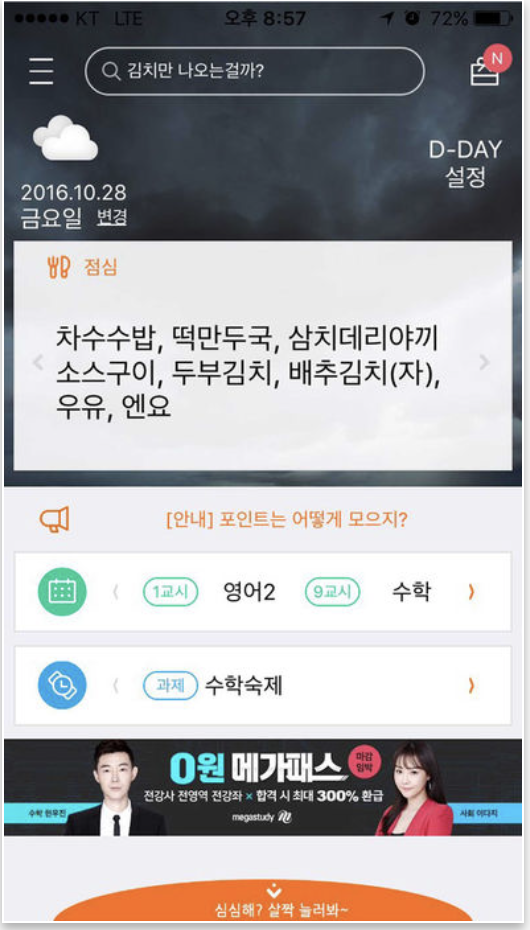 KT LTE 오후 8:57 72%
김치만 나오는걸까?
N
D-DAY
설정
2016.10.28
금요일 변경
점심
차수수밥, 떡만두국, 삼치데리야끼
소스구이, 두부김치, 배추김치(자),
우유, 엔요
[안내] 포인트는 어떻게 모으지?
1교시 영어2 9교시 수학
과제 수학숙제
0원 메가패스 마감
임박
전강사 전영역 전강좌 × 합격 시 최대 300% 환급
수학 현우진 megastudy 사회 이다지
심심해? 살짝 눌러봐~